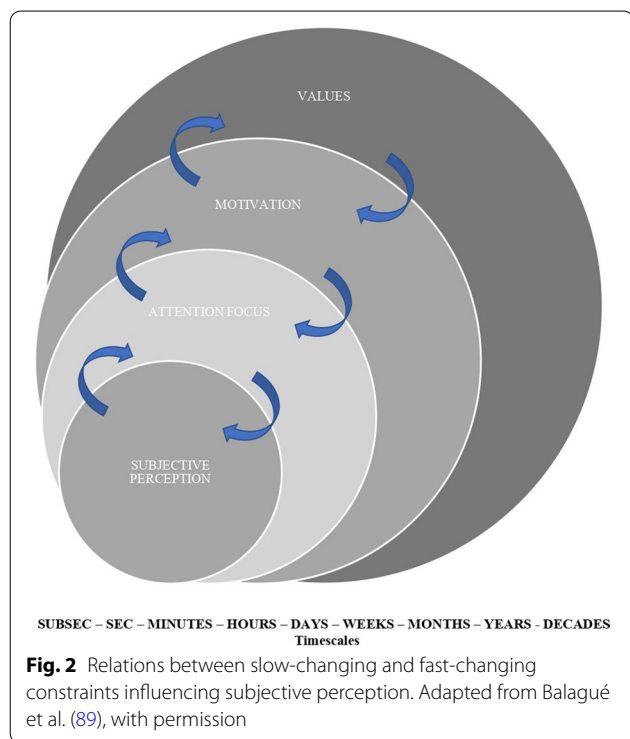 VALUES
MOTIVATION
ATTENTION FOCUS
SUBJECTIVE
PERCEPTION
SUBSEC – SEC – MINUTES – HOURS – DAYS – WEEKS – MONTHS – YEARS - DECADES
Timescales
Fig. 2 Relations between slow-changing and fast-changing
constraints influencing subjective perception. Adapted from Balagué
et al. (89), with permission